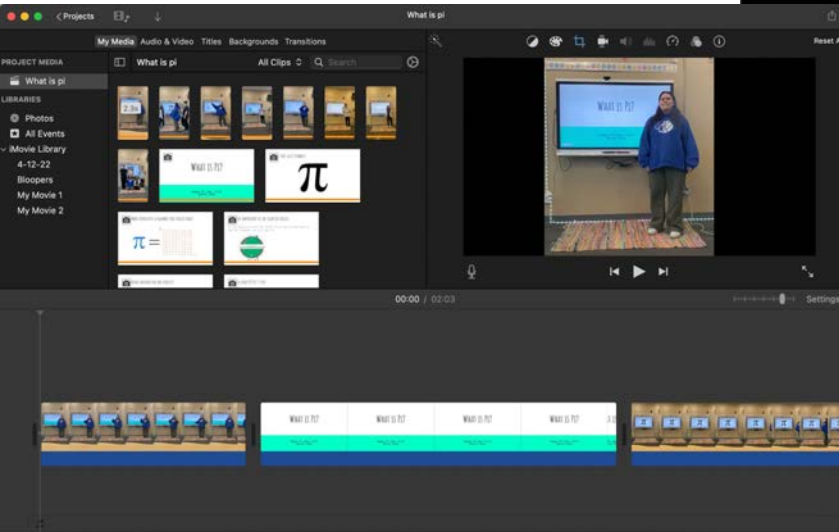 Projects
What is pi
My Media Audio & Video Titles Backgrounds Transitions
Reset A
PROJECT MEDIA
What is pi
LIBRARIES
Photos
All Events
iMovie Library
4-12-22
Bloopers
My Movie 1
My Movie 2
What is pi
All Clips
Search
2.3s
WHAT IS PI?
π
π =
WHAT IS PI?
00:00 / 02:03
Settings
WHAT IS PI?
WHAT IS PI?
WHAT IS PI?
WHAT IS PI?